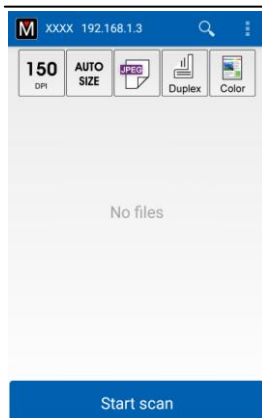 M XXXX 192.168.1.3
150 DPI AUTO SIZE JPEG Duplex Color
No files
Start scan